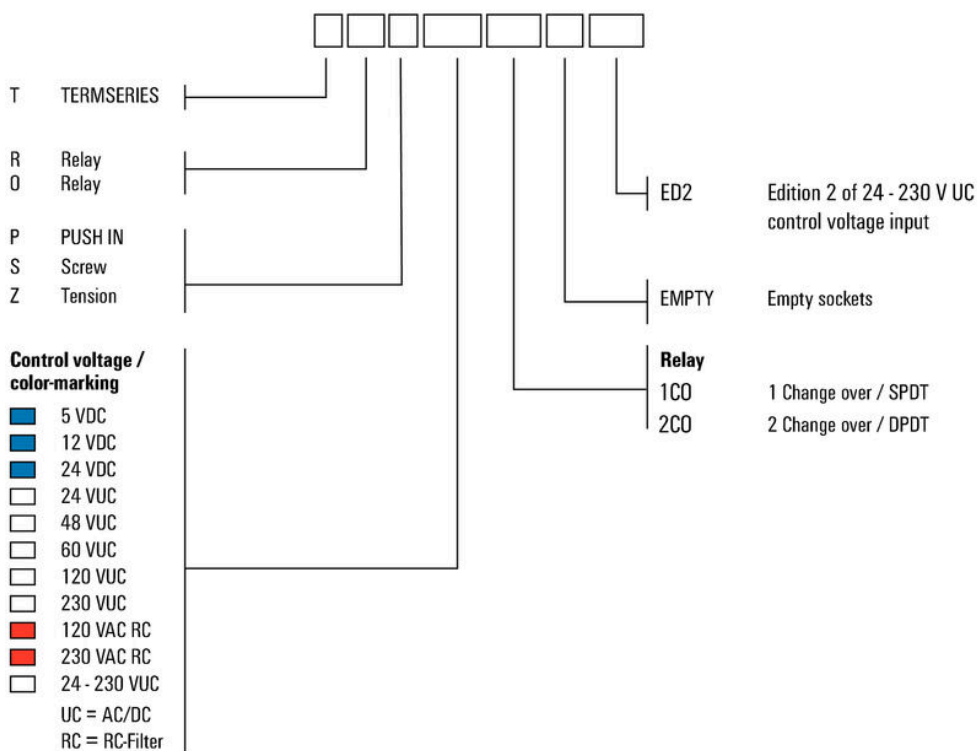 T TERMSERIES
R Relay
O Relay
P PUSH IN
S Screw
Z Tension
Control voltage /
color-marking
5 VDC
12 VDC
24 VDC
24 VUC
48 VUC
60 VUC
120 VUC
230 VUC
120 VAC RC
230 VAC RC
24 - 230 VUC
UC = AC/DC
RC = RC-Filter
ED2 Edition 2 of 24 - 230 V UC
control voltage input
EMPTY Empty sockets
Relay
1CO 1 Change over / SPDT
2CO 2 Change over / DPDT